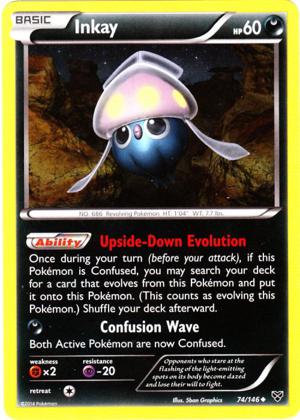 BASIC
Inkay
HP60
NO. 686 Revolving Pokémon HT: 1'04" WT: 7.7 lbs.
Ability
Upside-Down Evolution
Once during your turn (before your attack), if this
Pokémon is Confused, you may search your deck
for a card that evolves from this Pokémon and put
it onto this Pokémon. (This counts as evolving this
Pokémon.) Shuffle your deck afterward.
Confusion Wave
Both Active Pokémon are now Confused.
weakness
×2
resistance
-20
retreat
Opponents who stare at the
flashing of the light-emitting
spots on its body become dazed
and lose their will to fight.
Illus. 5ban Graphics
74/146
XY
©2014 Pokémon